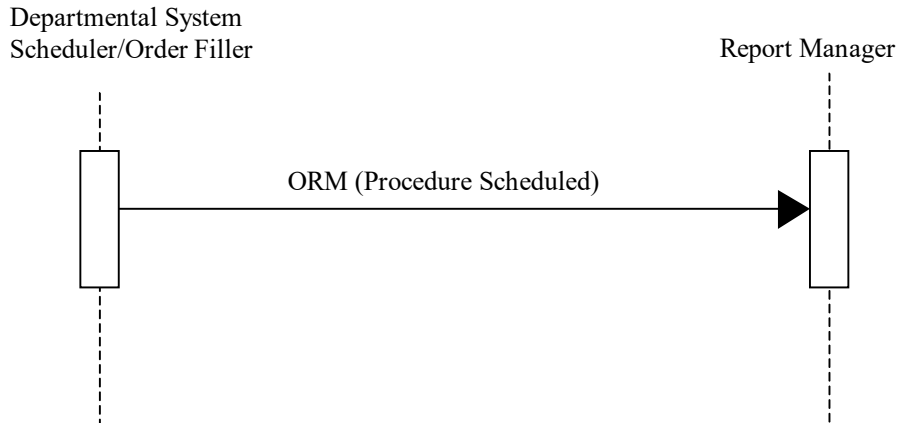 Departmental System
Scheduler/Order Filler
Report Manager
ORM (Procedure Scheduled)